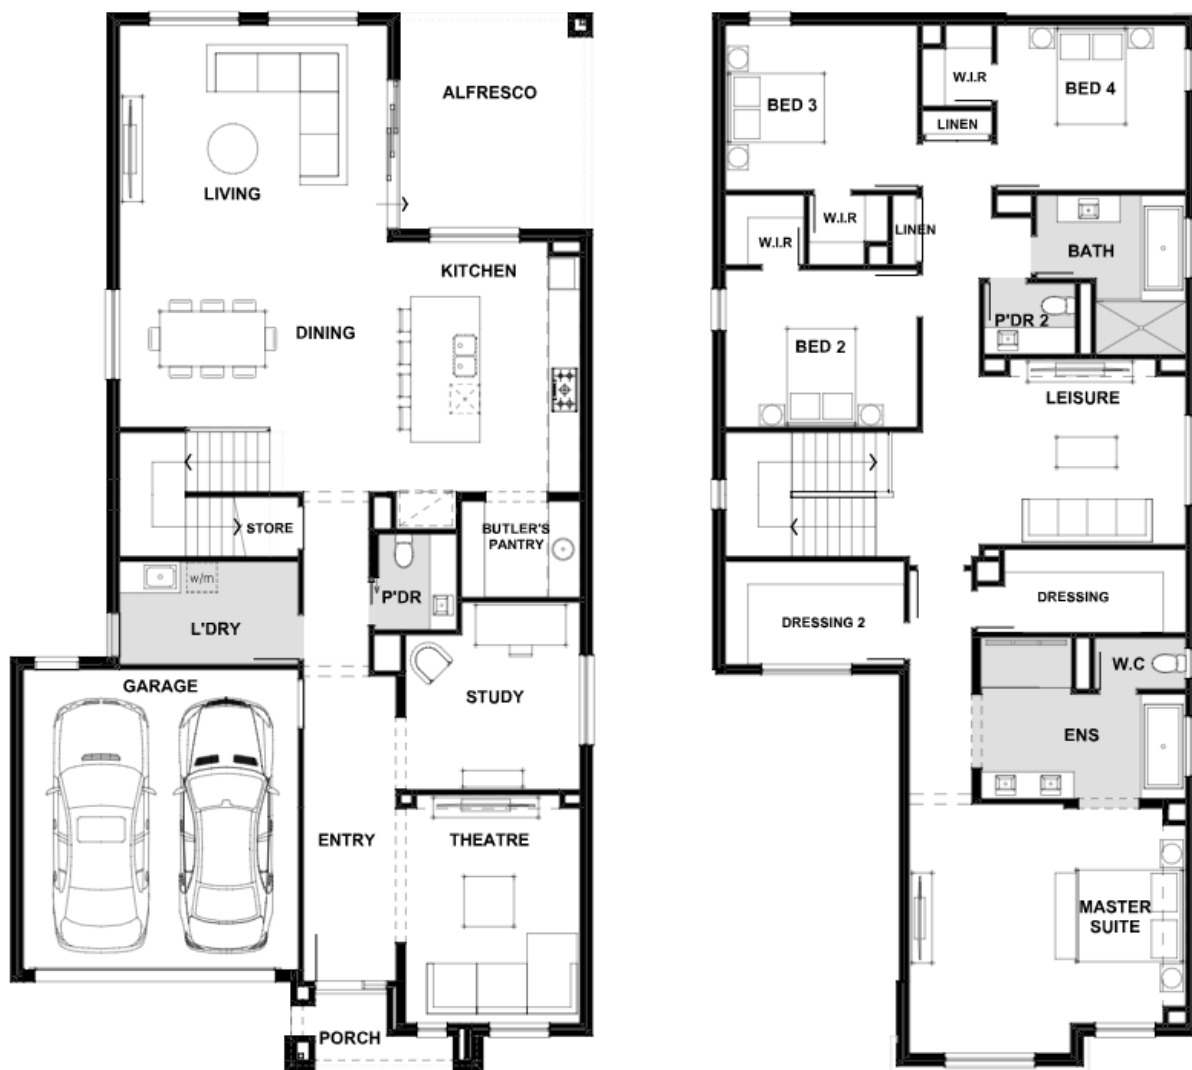 ALFRESCO
LIVING
KITCHEN
DINING
STORE
BUTLER'S
PANTRY
w/m
P'DR
L'DRY
GARAGE
STUDY
ENTRY
THEATRE
PORCH
BED 3
W.I.R
BED 4
LINEN
W.I.R
W.I.R
LINEN
BATH
P'DR 2
BED 2
LEISURE
DRESSING
DRESSING 2
W.C
ENS
MASTER
SUITE